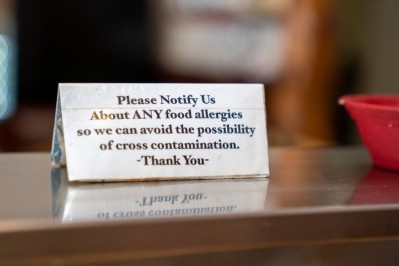 Please Notify Us
About ANY food allergies
so we can avoid the possibility
of cross contamination.
-Thank You-